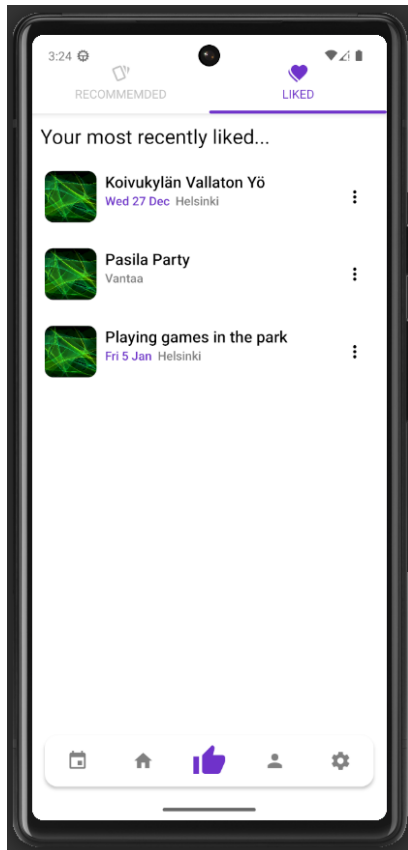 3:24
RECOMMEMDED
LIKED
Your most recently liked...
Koivukylän Vallaton Yö
Wed 27 Dec Helsinki
Pasila Party
Vantaa
Playing games in the park
Fri 5 Jan Helsinki